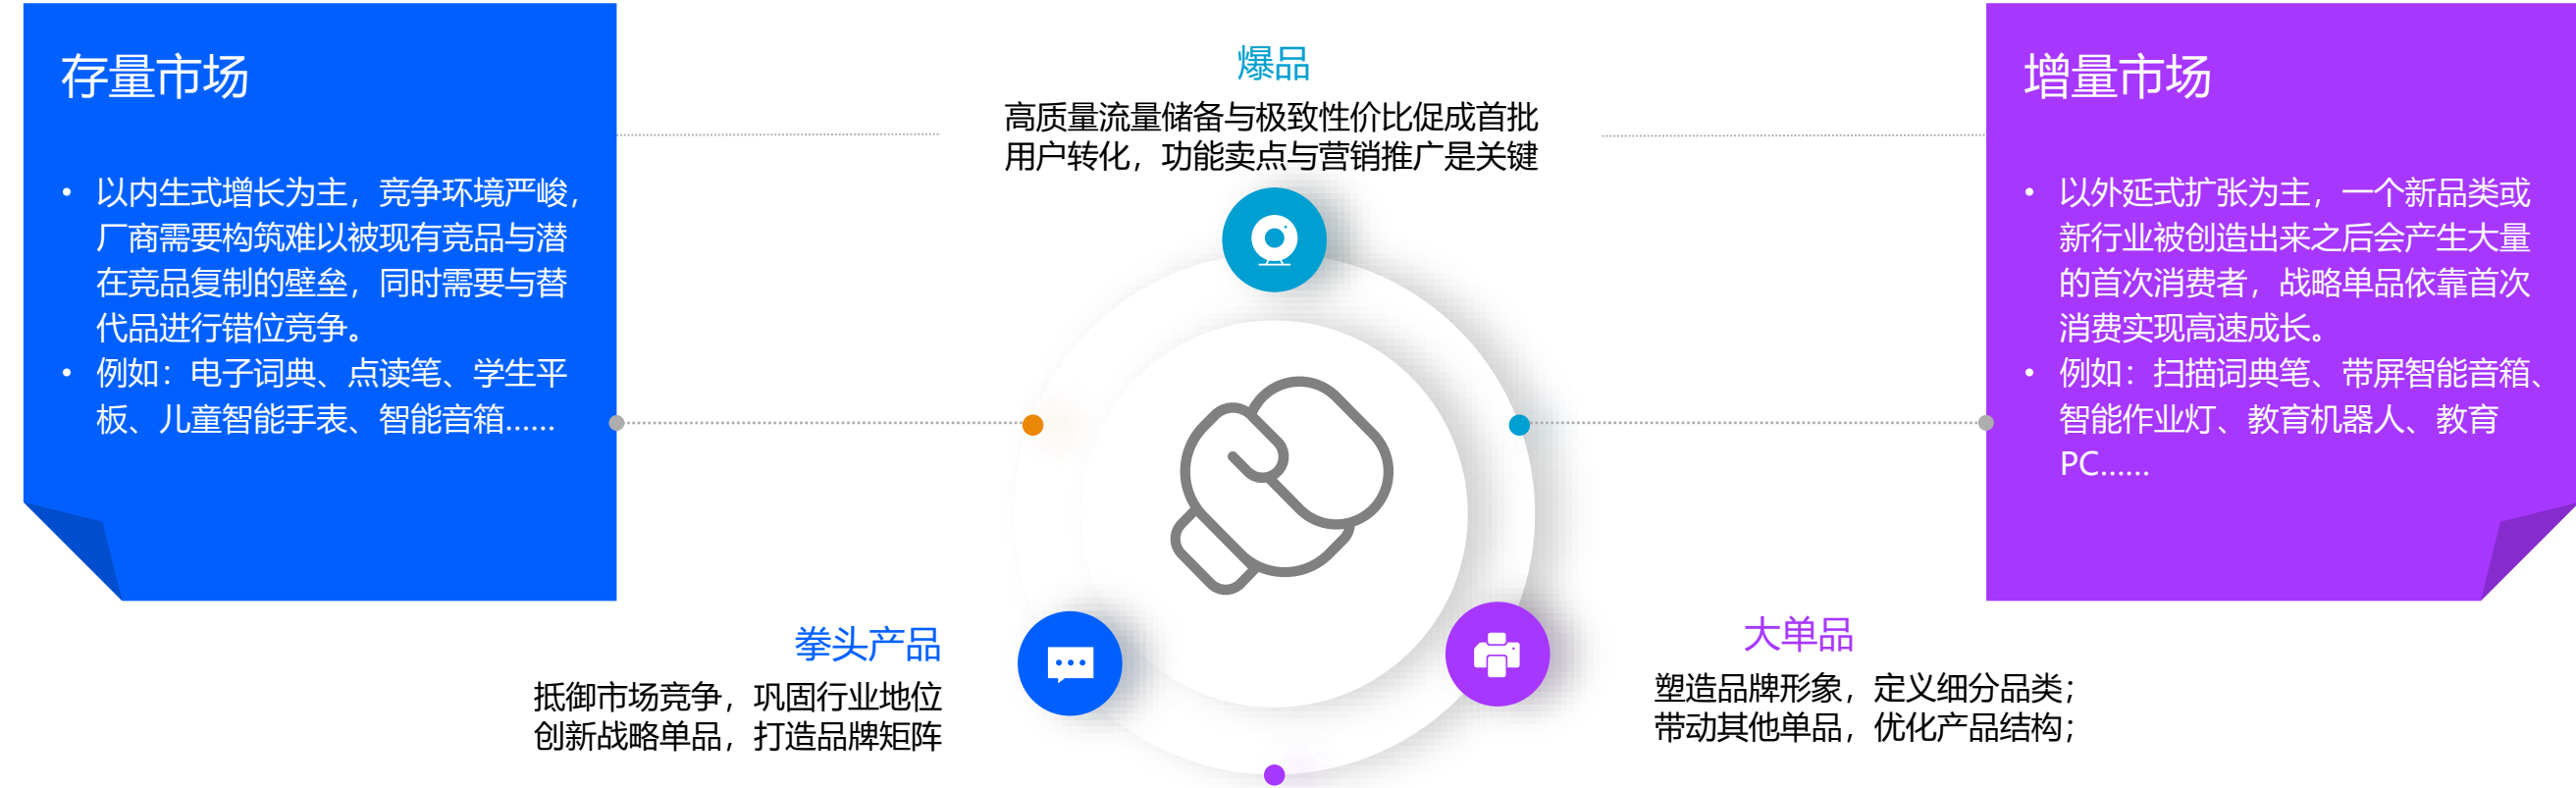 存量市场
• 以内生式增长为主，竞争环境严峻，
厂商需要构筑难以被现有竞品与潜
在竞品复制的壁垒，同时需要与替
代品进行错位竞争。
• 例如：电子词典、点读笔、学生平
板、儿童智能手表、智能音箱……
爆品
高质量流量储备与极致性价比促成首批
用户转化，功能卖点与营销推广是关键
增量市场
• 以外延式扩张为主，一个新品类或
新行业被创造出来之后会产生大量
的首次消费者，战略单品依靠首次
消费实现高速成长。
• 例如：扫描词典笔、带屏智能音箱、
智能作业灯、教育机器人、教育
PC……
拳头产品
抵御市场竞争，巩固行业地位
创新战略单品，打造品牌矩阵
大单品
塑造品牌形象，定义细分品类；
带动其他单品，优化产品结构；